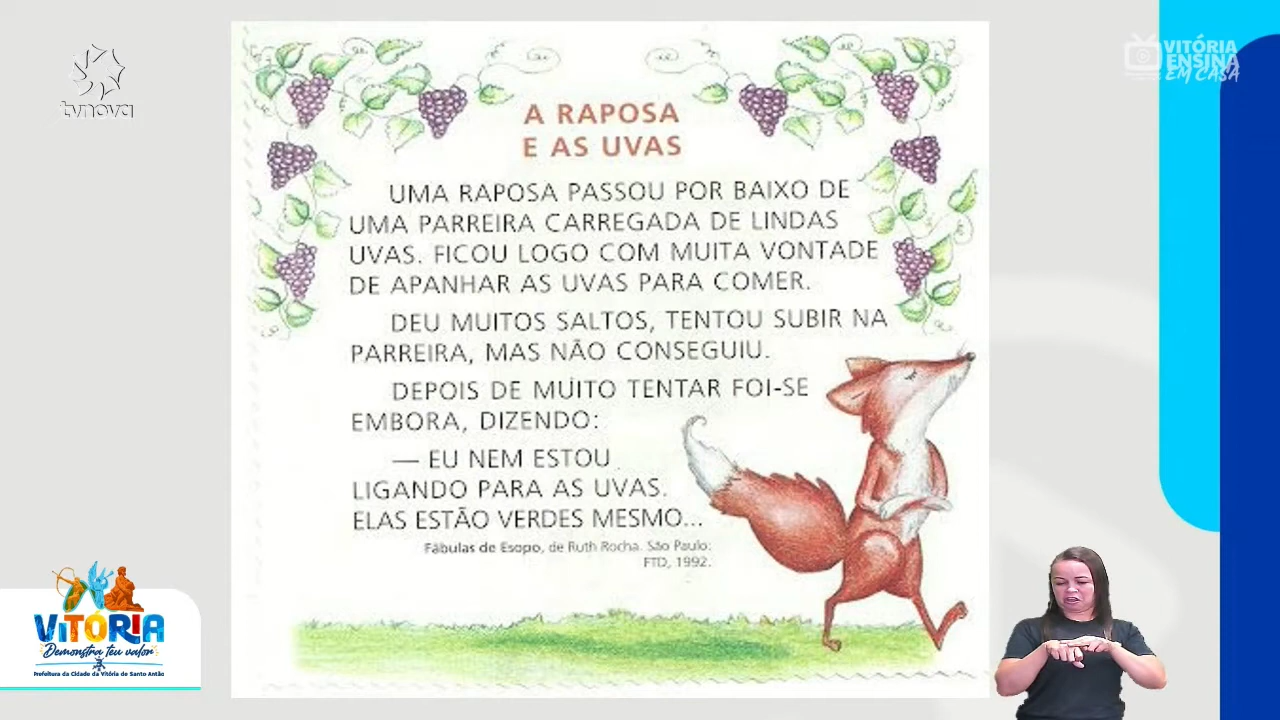 tvnova
VITÓRIA
ENSINA
EM CASA
A RAPOSA
E AS UVAS
UMA RAPOSA PASSOU POR BAIXO DE
UMA PARREIRA CARREGADA DE LINDAS
UVAS. FICOU LOGO COM MUITA VONTADE
DE APANHAR AS UVAS PARA COMER.
DEU MUITOS SALTOS, TENTOU SUBIR NA
PARREIRA, MAS NÃO CONSEGUIU.
DEPOIS DE MUITO TENTAR FOI-SE
EMBORA, DIZENDO:
— EU NEM ESTOU
LIGANDO PARA AS UVAS.
ELAS ESTÃO VERDES MESMO...
Fábulas de Esopo, de Ruth Rocha. São Paulo:
FTD, 1992.
ViTÓRiA
Demonstra teu valor
Prefeitura da Cidade da Vitória de Santo Antão